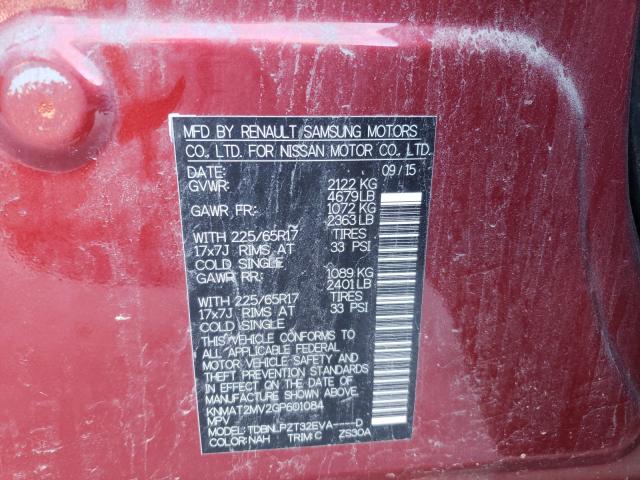 MFD BY RENAULT SAMSUNG MOTORS
CO., LTD. FOR NISSAN MOTOR CO., LTD.
DATE: 09/15
GVWR: 2122 KG
4679LB
GAWR FR: 1072 KG
2363 LB
WITH 225/65R17 TIRES
17x7J RIMS AT 33 PSI
COLD SINGLE
GAWR RR: 1089 KG
2401 LB
WITH 225/65R17 TIRES
17x7J RIMS AT 33 PSI
COLD SINGLE
THIS VEHICLE CONFORMS TO
ALL APPLICABLE FEDERAL
MOTOR VEHICLE SAFETY AND
THEFT PREVENTION STANDARDS
IN EFFECT ON THE DATE OF
MANUFACTURE SHOWN ABOVE.
KNMAT2MV2GP601084
MPV
MODEL: TDBNLPZT32EVA-----D
COLOR: NAH TRIM: C ZS30A